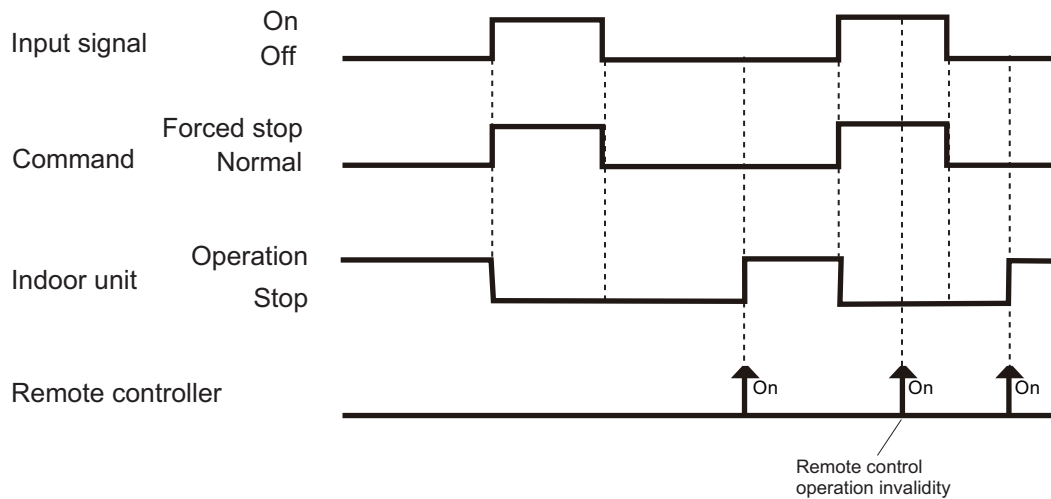 On
Input signal
Off
Forced stop
Command
Normal
Operation
Indoor unit
Stop
On
On
On
Remote controller
Remote control
operation invalidity